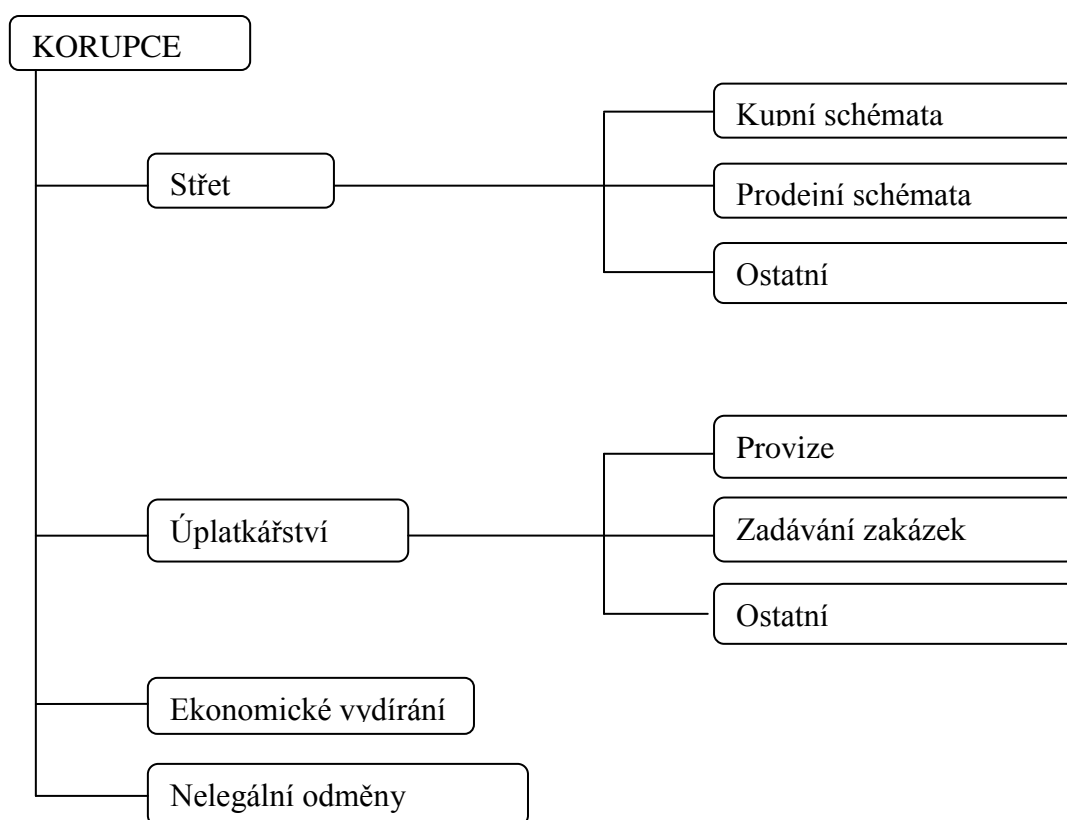 KORUPCE
Střet
Kupní schémata
Prodejní schémata
Ostatní
Úplatkářství
Provize
Zadávání zakázek
Ostatní
Ekonomické vydírání
Nelegální odměny